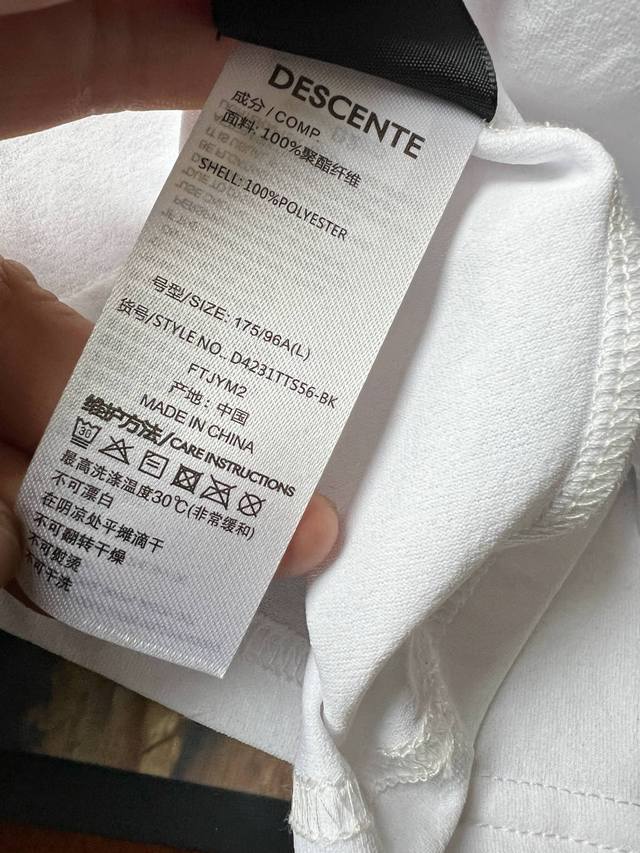 DESCENTE
成分/COMP
面料: 100%聚酯纤维
SHELL: 100%POLYESTER
号型/SIZE: 175/96A(L)
货号/STYLE NO.. D4231TTS56-BK
FTJYM2
产地: 中国
MADE IN CHINA
维护方法/CARE INSTRUCTIONS
30
最高洗涤温度30℃(非常缓和)
不可漂白
在阴凉处平摊滴干
不可翻转干燥
不可熨烫
不可干洗